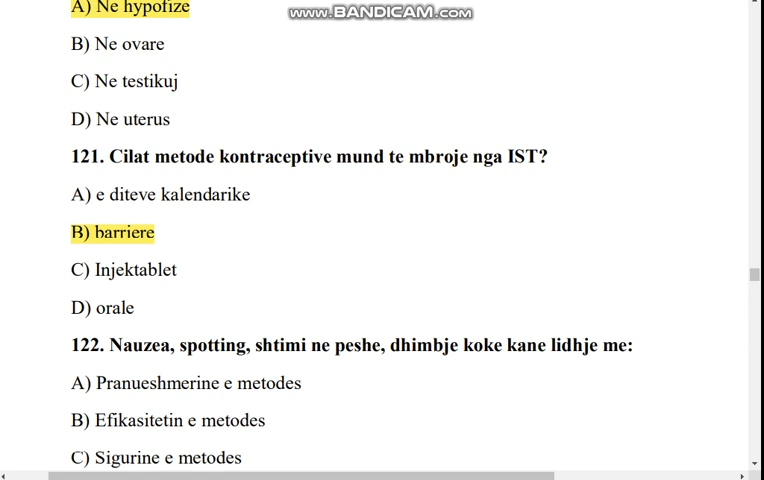 A) Ne hypofize
www.BANDICAM.com
B) Ne ovare
C) Ne testikuj
D) Ne uterus
121. Cilat metode kontraceptive mund te mbroje nga IST?
A) e diteve kalendarike
B) barriere
C) Injektablet
D) orale
122. Nauzea, spotting, shtimi ne peshe, dhimbje koke kane lidhje me:
A) Pranueshmerine e metodes
B) Efikasitetin e metodes
C) Sigurine e metodes